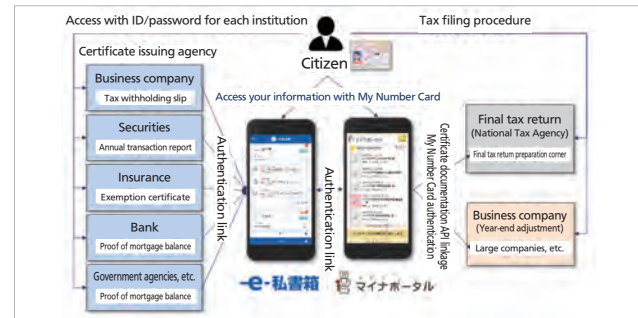 Access with ID/password for each institution
Tax filing procedure
Citizen
Certificate issuing agency
Business company
Tax withholding slip
Securities
Annual transaction report
Insurance
Exemption certificate
Bank
Proof of mortgage balance
Government agencies, etc.
Proof of mortgage balance
Authentication link
Access your information with My Number Card
Authentication link
-e-私書箱
マイナポータル
Certificate documentation API linkage
My Number Card authentication
Final tax return
(National Tax Agency)
Final tax return preparation corner
Business company
(Year-end adjustment)
Large companies, etc.